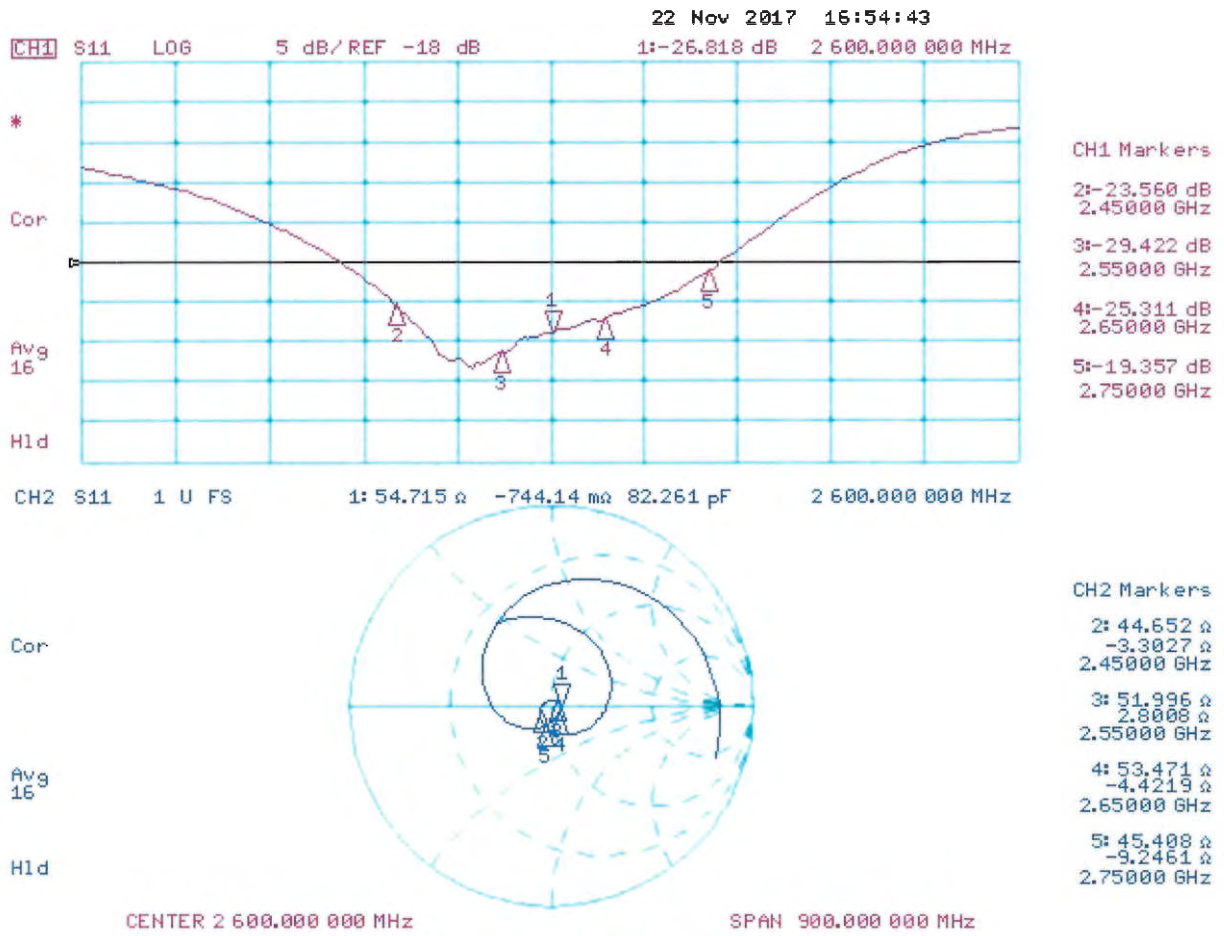 22 Nov 2017 16:54:43
CH1 S11 LOG 5 dB/REF -18 dB 1:-26.818 dB 2 600.000 000 MHz
*
Cor
Avg
16
Hld
1
2
3
4
5
CH1 Markers
2:-23.560 dB
2.45000 GHz
3:-29.422 dB
2.55000 GHz
4:-25.311 dB
2.65000 GHz
5:-19.357 dB
2.75000 GHz
CH2 S11 1 U FS 1: 54.715 Ω -744.14 mΩ 82.261 pF 2 600.000 000 MHz
Cor
Avg
16
Hld
1
4
5
CH2 Markers
2: 44.652 Ω
-3.3027 Ω
2.45000 GHz
3: 51.996 Ω
2.8008 Ω
2.55000 GHz
4: 53.471 Ω
-4.4219 Ω
2.65000 GHz
5: 45.408 Ω
-9.2461 Ω
2.75000 GHz
CENTER 2 600.000 000 MHz SPAN 900.000 000 MHz